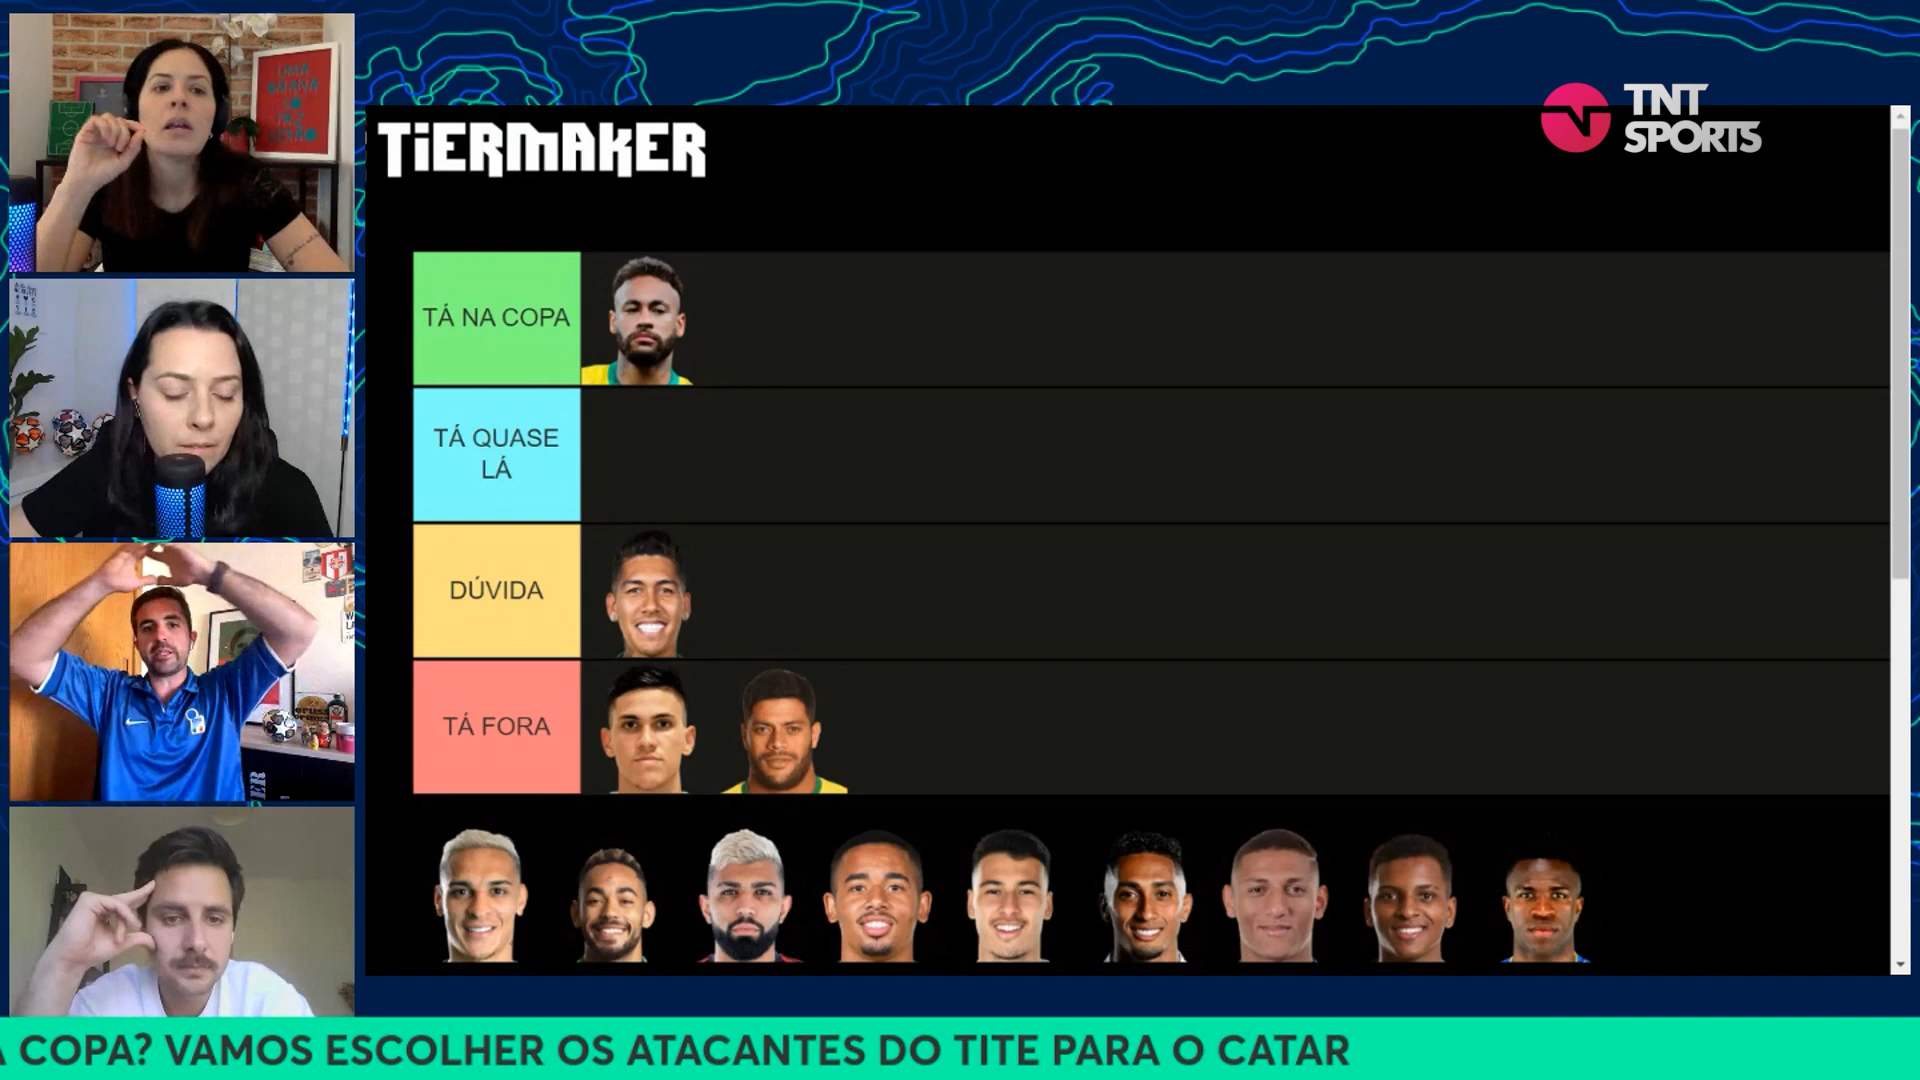 TNT
SPORTS
TiERMAKER
TÁ NA COPA
TÁ QUASE
LÁ
DÚVIDA
TÁ FORA
A COPA? VAMOS ESCOLHER OS ATACANTES DO TITE PARA O CATAR